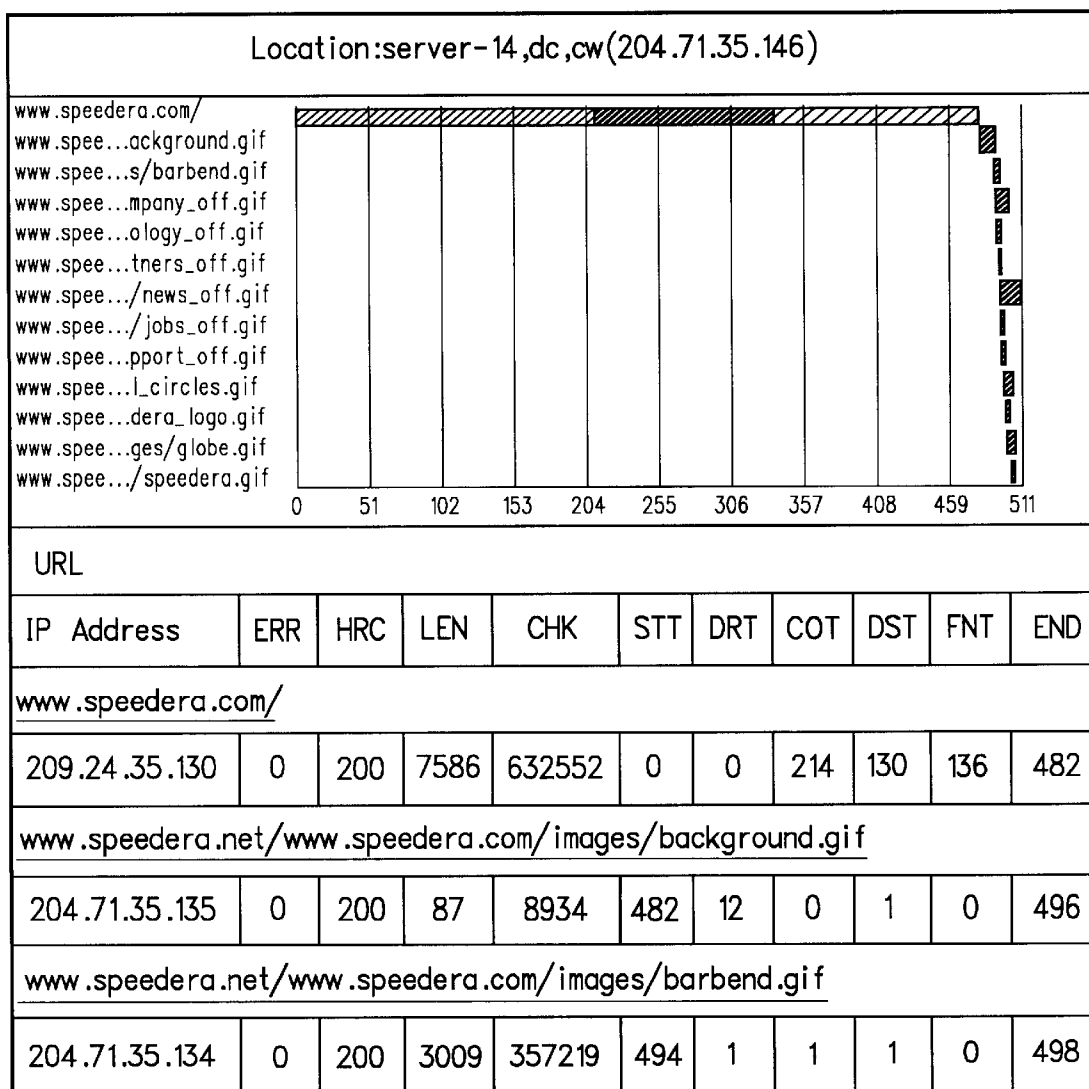 Location:server-14,dc,cw(204.71.35.146)
www.speedera.com/
www.spee...ackground.gif
www.spee...s/barbend.gif
www.spee...mpany_off.gif
www.spee...ology_off.gif
www.spee...tners_off.gif
www.spee.../news_off.gif
www.spee.../jobs_off.gif
www.spee...pport_off.gif
www.spee...l_circles.gif
www.spee...dera_logo.gif
www.spee...ges/globe.gif
www.spee.../speedera.gif
0 51 102 153 204 255 306 357 408 459 511
URL
IP Address ERR HRC LEN CHK STT DRT COT DST FNT END
www.speedera.com/
209.24.35.130 0 200 7586 632552 0 0 214 130 136 482
www.speedera.net/www.speedera.com/images/background.gif
204.71.35.135 0 200 87 8934 482 12 0 1 0 496
www.speedera.net/www.speedera.com/images/barbend.gif
204.71.35.134 0 200 3009 357219 494 1 1 1 0 498